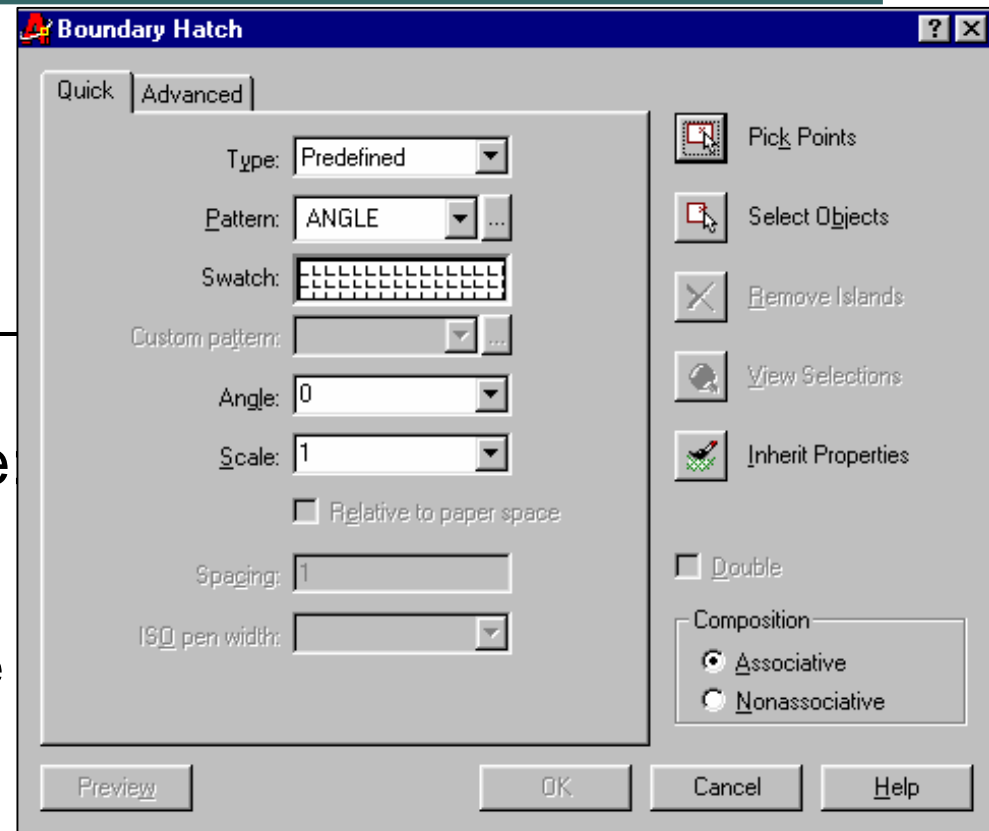 Boundary Hatch
Quick Advanced
Type: Predefined
Pattern: ANGLE ...
Swatch:
Custom pattern: ...
Angle: 0
Scale: 1
Relative to paper space
Spacing: 1
ISO pen width:
Pick Points
Select Objects
Remove Islands
View Selections
Inherit Properties
Double
Composition
Associative
Nonassociative
Preview OK Cancel Help